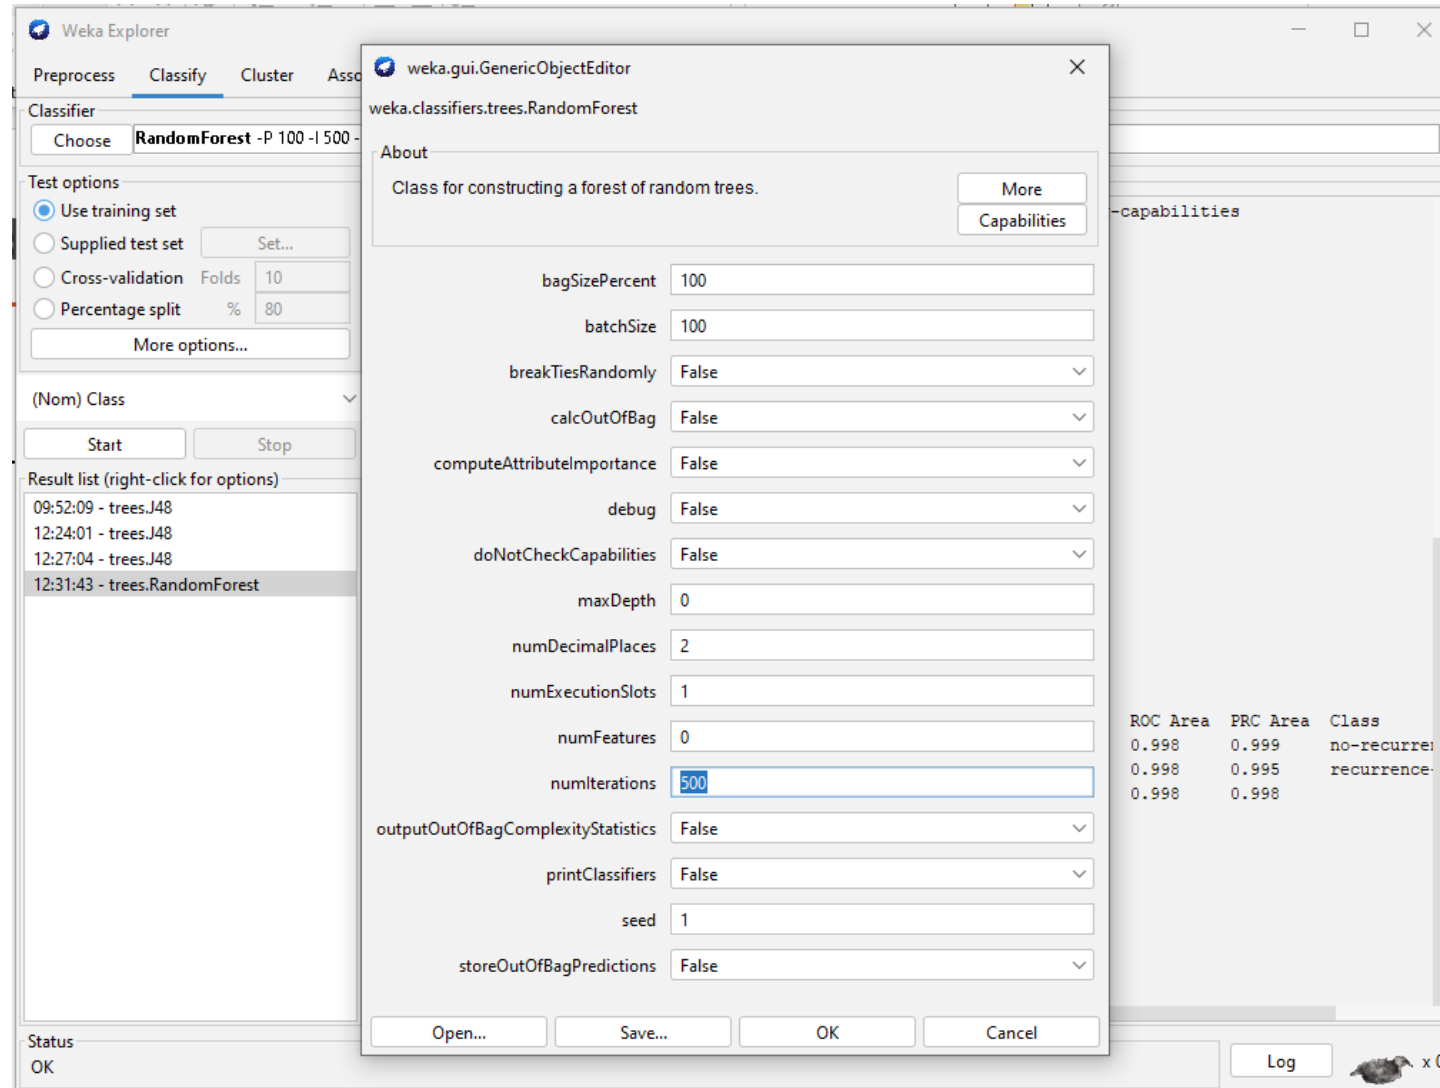 Weka Explorer
Preprocess Classify Cluster Asso
Classifier
Choose RandomForest -P 100 -I 500 -
Test options
Use training set
Supplied test set Set...
Cross-validation Folds 10
Percentage split % 80
More options...
(Nom) Class
Start Stop
Result list (right-click for options)
09:52:09 - trees.J48
12:24:01 - trees.J48
12:27:04 - trees.J48
12:31:43 - trees.RandomForest
Status
OK
weka.gui.GenericObjectEditor
weka.classifiers.trees.RandomForest
About
Class for constructing a forest of random trees.
More
Capabilities
bagSizePercent 100
batchSize 100
breakTiesRandomly False
calcOutOfBag False
computeAttributeImportance False
debug False
doNotCheckCapabilities False
maxDepth 0
numDecimalPlaces 2
numExecutionSlots 1
numFeatures 0
numIterations 500
outputOutOfBagComplexityStatistics False
printClassifiers False
seed 1
storeOutOfBagPredictions False
Open... Save... OK Cancel
-capabilities
ROC Area PRC Area Class
0.998 0.999 no-recurre
0.998 0.995 recurrence-
0.998 0.998
Log x 0